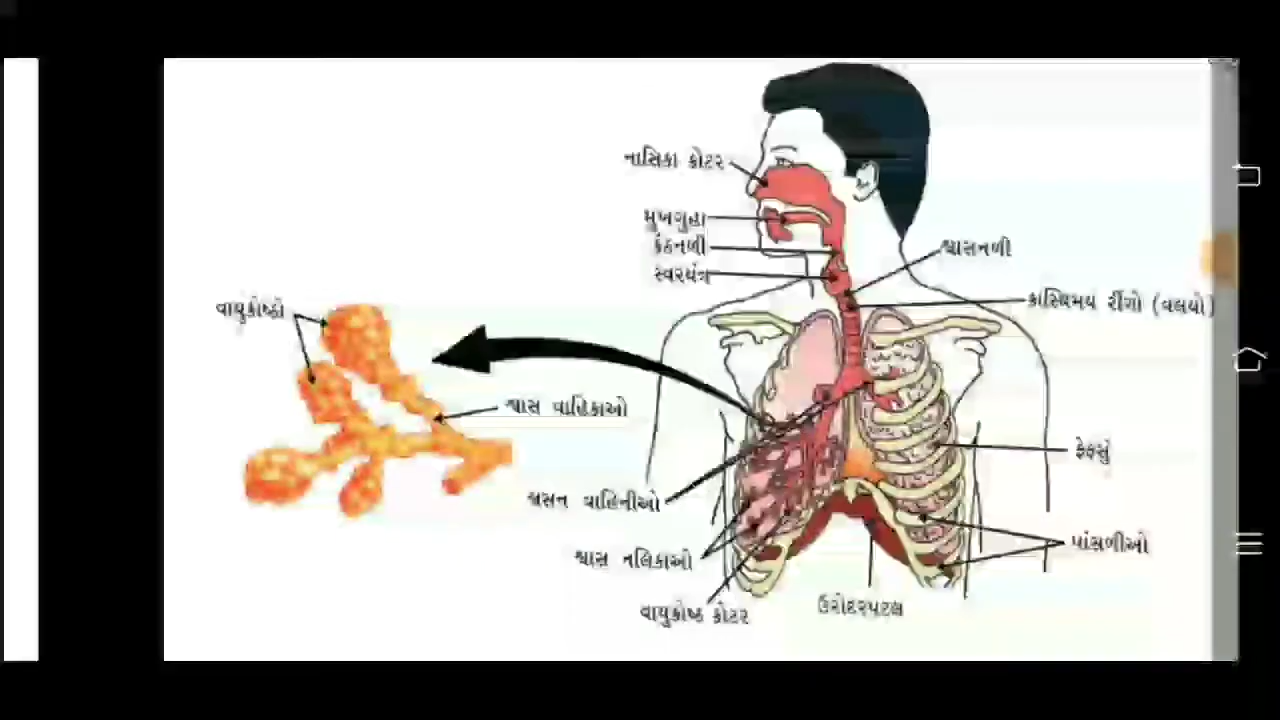 નાસિકા કોટર
મુખગુહા
કંઠનળી
શ્વાસનળી
સ્વરયંત્ર
કાસ્થિમય રીંગો (વલયો)
વાયુકોષ્ઠો
શ્વાસ વાહિકાઓ
ફેફસું
શ્વસન વાહિનીઓ
પાંસળીઓ
શ્વાસ નલિકાઓ
ઉરોદરપટલ
વાયુકોષ્ઠ કોટર